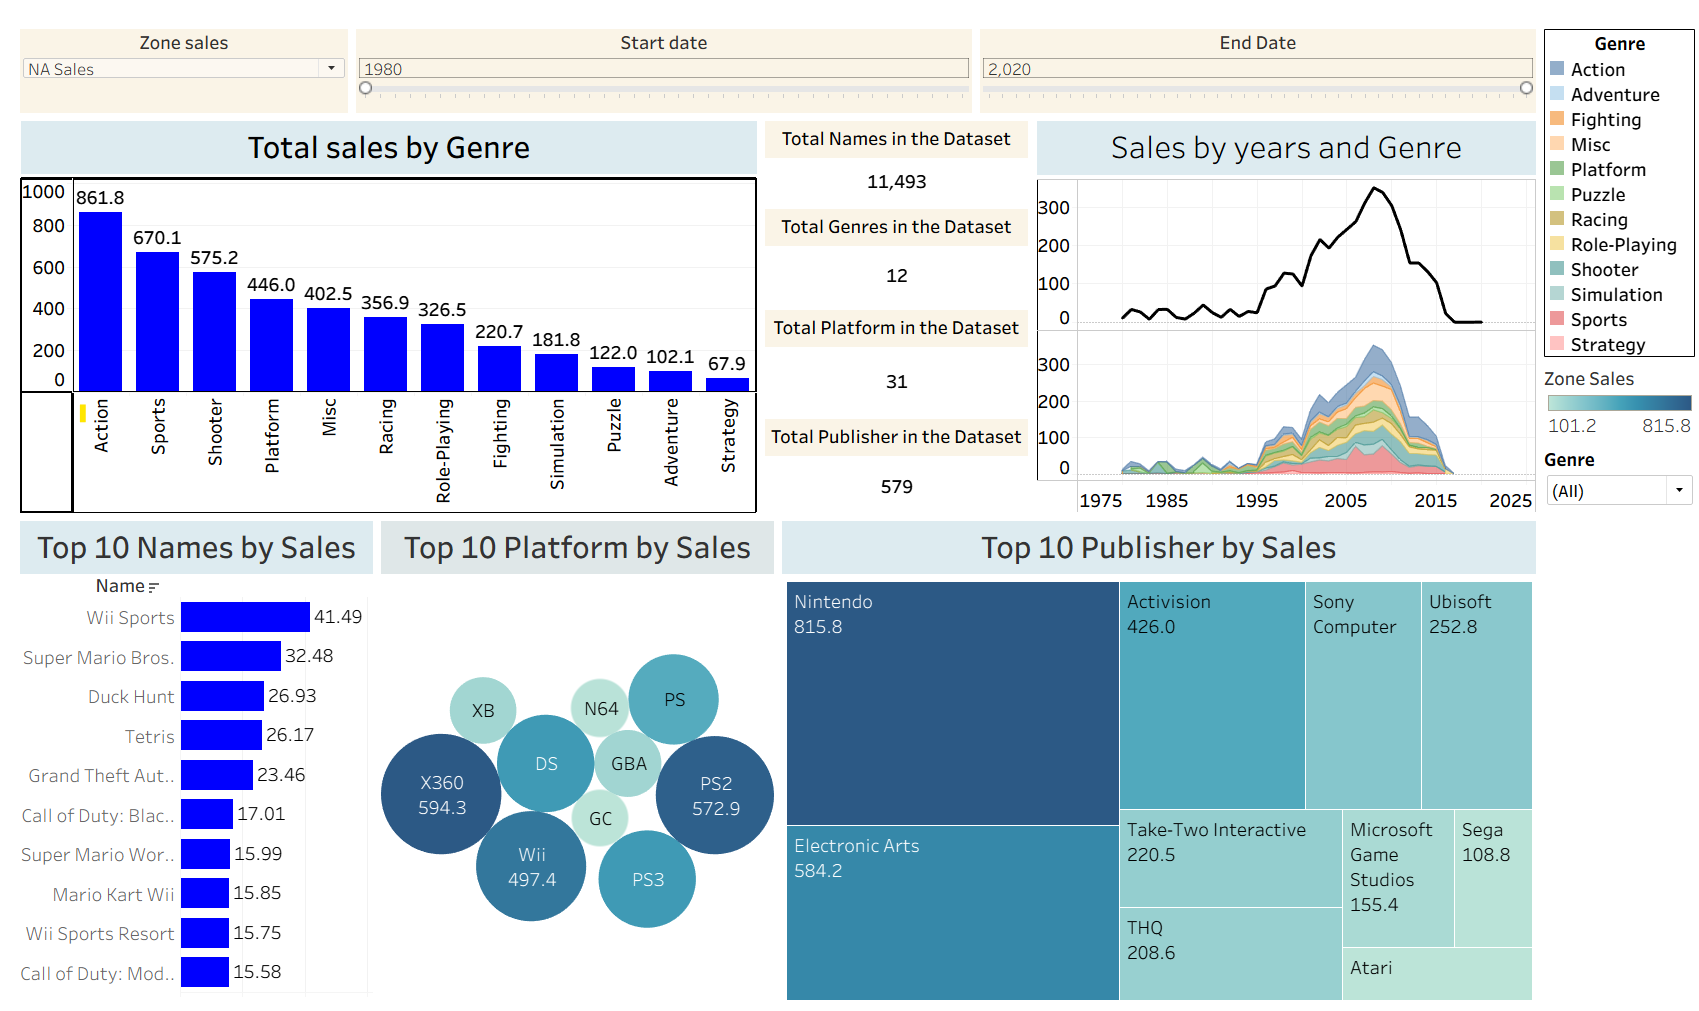 Zone sales
NA Sales
Start date
1980
End Date
2,020
Genre
Action
Adventure
Fighting
Misc
Platform
Puzzle
Racing
Role-Playing
Shooter
Simulation
Sports
Strategy
Zone Sales
101.2 815.8
Genre
(All)
Total sales by Genre
1000
800
600
400
200
0
861.8
670.1
575.2
446.0
402.5
356.9
326.5
220.7
181.8
122.0
102.1
67.9
Action
Sports
Shooter
Platform
Misc
Racing
Role-Playing
Fighting
Simulation
Puzzle
Adventure
Strategy
Total Names in the Dataset
11,493
Total Genres in the Dataset
12
Total Platform in the Dataset
31
Total Publisher in the Dataset
579
Sales by years and Genre
300
200
100
0
300
200
100
0
1975 1985 1995 2005 2015 2025
Top 10 Names by Sales
Name
Wii Sports 41.49
Super Mario Bros. 32.48
Duck Hunt 26.93
Tetris 26.17
Grand Theft Aut.. 23.46
Call of Duty: Blac.. 17.01
Super Mario Wor.. 15.99
Mario Kart Wii 15.85
Wii Sports Resort 15.75
Call of Duty: Mod.. 15.58
Top 10 Platform by Sales
XB
N64
PS
DS
GBA
X360
594.3
PS2
572.9
GC
Wii
497.4
PS3
Top 10 Publisher by Sales
Nintendo
815.8
Electronic Arts
584.2
Activision
426.0
Sony
Computer
Ubisoft
252.8
Take-Two Interactive
220.5
THQ
208.6
Microsoft
Game
Studios
155.4
Sega
108.8
Atari